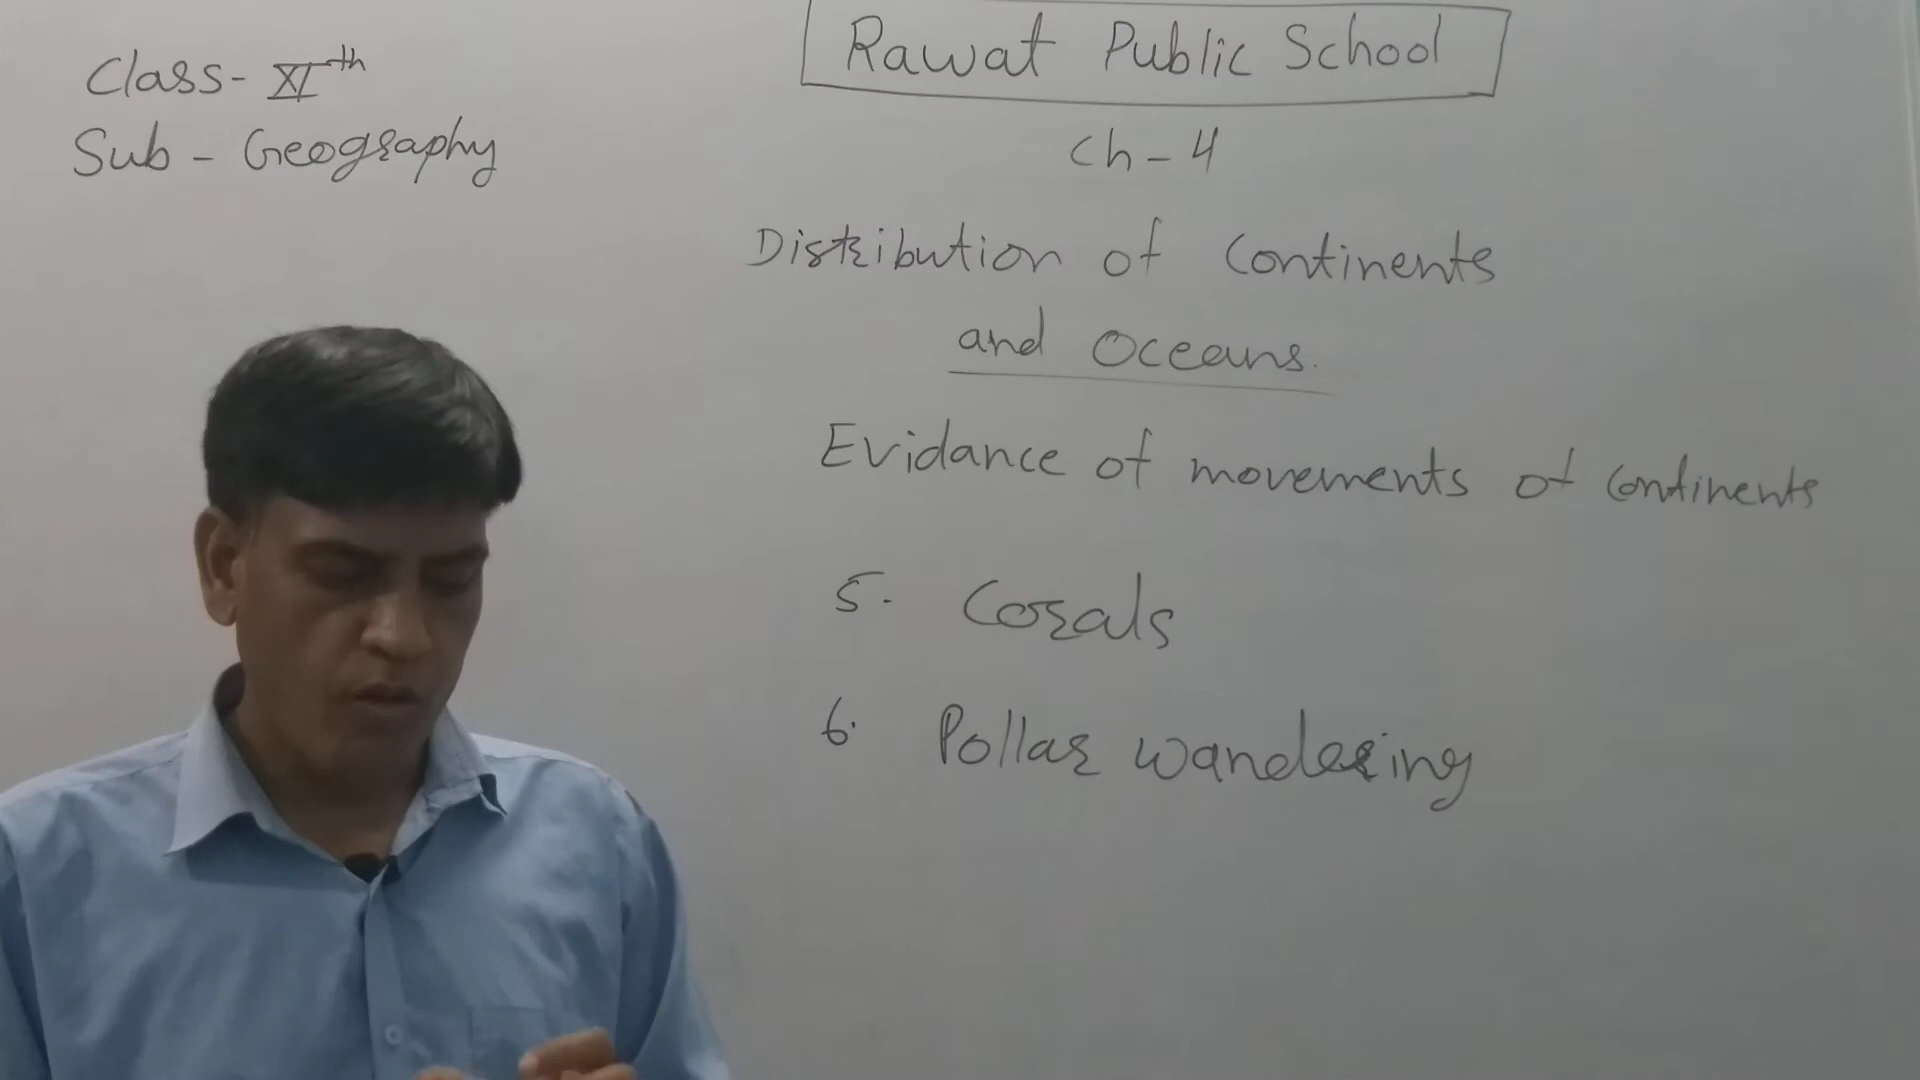 Class- XIth
Sub - Geography
Rawat Public School
Ch-4
Distribution of Continents
and Oceans.
Evidance of movements of Continents
5. Corals
6. Pollar wandering